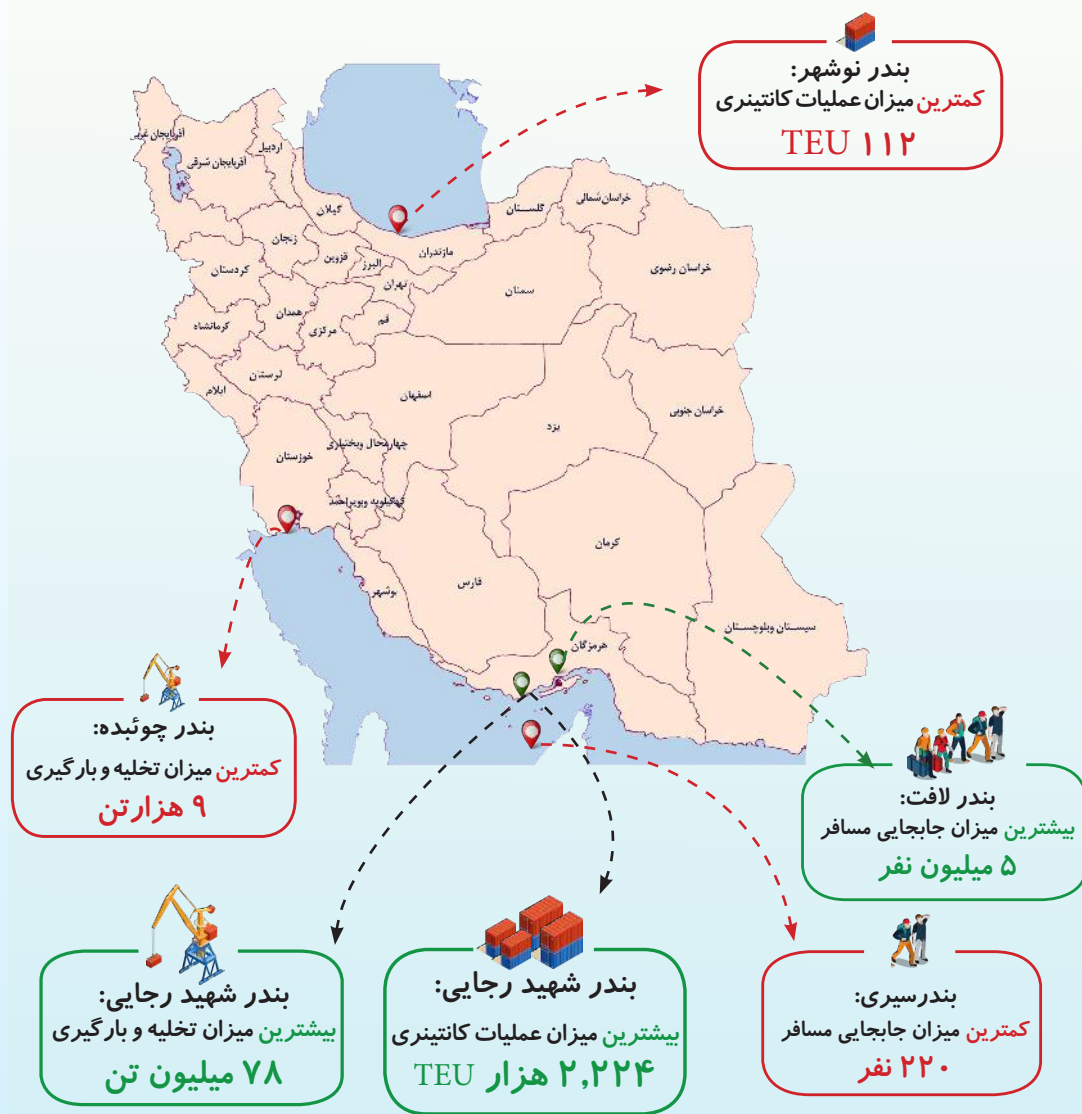 بندر نوشهر:
کمترین میزان عملیات کانتینری
۱۱۲ TEU
آذربایجان غربی
آذربایجان شرقی
اردبیل
گیلان
زنجان
کردستان
قزوین
البرز
مازندران
تهران
گلستان
خراسان شمالی
خراسان رضوی
سمنان
همدان
کرمانشاه
مرکزی
قم
لرستان
ایلام
اصفهان
یزد
خراسان جنوبی
خوزستان
چهارمحال وبختیاری
کهگیلویه وبویراحمد
فارس
کرمان
بوشهر
هرمزگان
سیستان وبلوچستان
بندر چوئبده:
کمترین میزان تخلیه و بارگیری
۹ هزارتن
بندر لافت:
بیشترین میزان جابجایی مسافر
۵ میلیون نفر
بندر شهید رجایی:
بیشترین میزان تخلیه و بارگیری
۷۸ میلیون تن
بندر شهید رجایی:
بیشترین میزان عملیات کانتینری
۲,۲۲۴ هزار TEU
بندرسیری:
کمترین میزان جابجایی مسافر
۲۲۰ نفر